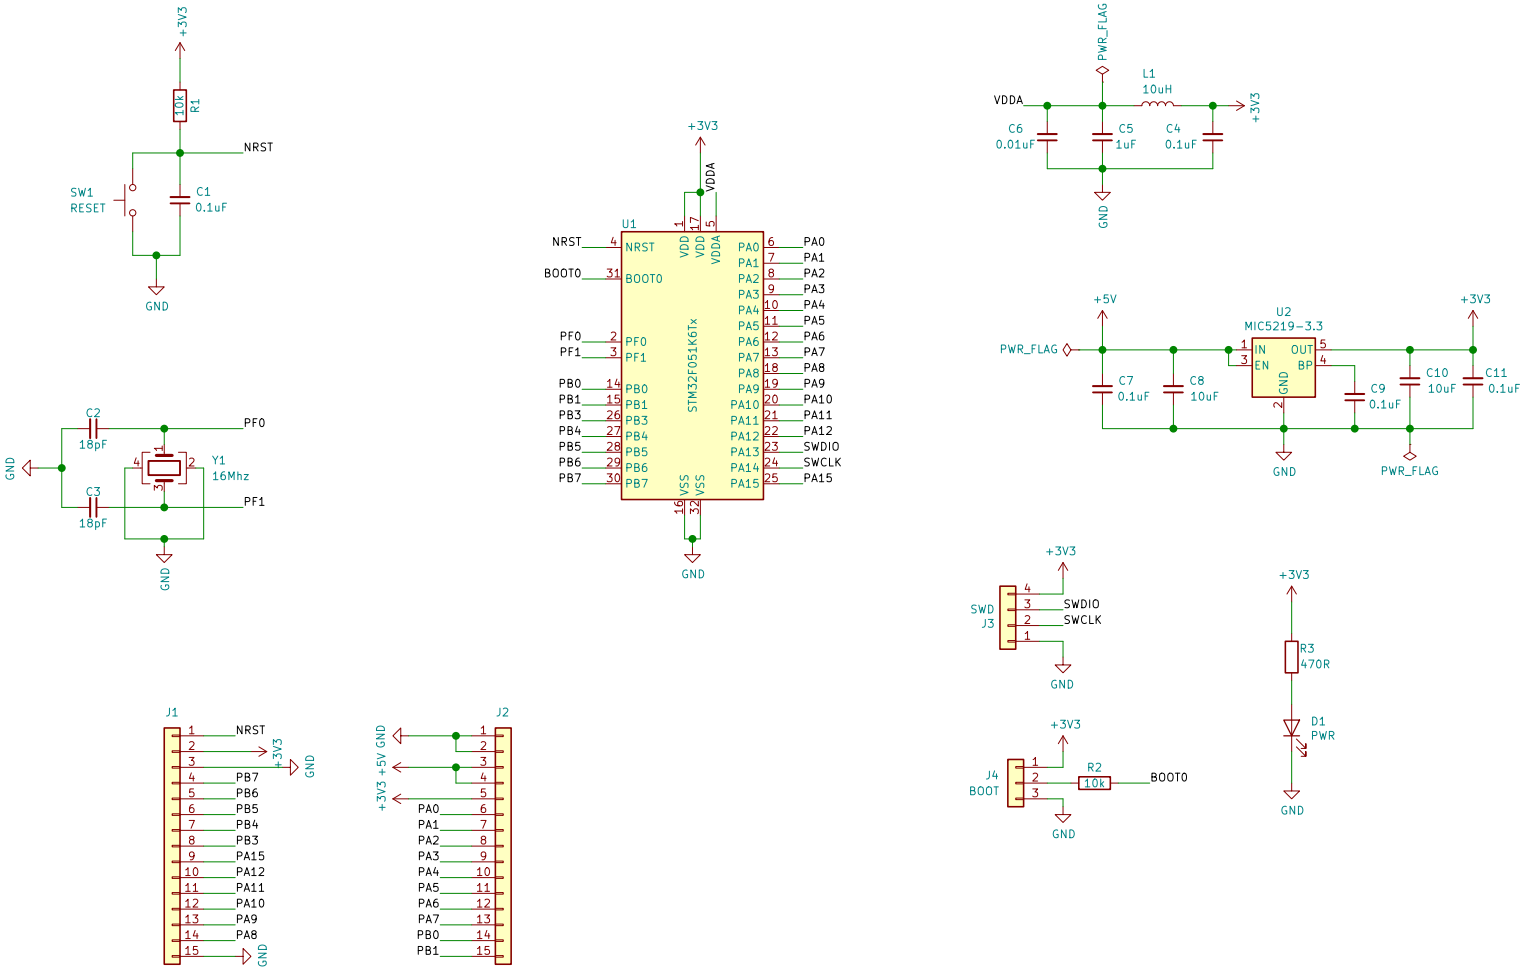 +3V3
10k
R1
NRST
SW1
RESET
C1
0.1uF
GND
C2
18pF
PF0
GND
1
4
2
3
Y1
16Mhz
C3
18pF
PF1
GND
+3V3
VDDA
U1
1
17
5
VDD
VDD
VDDA
STM32F051K6Tx
NRST 4 NRST
BOOT0 31 BOOT0
PF0 2 PF0
PF1 3 PF1
PB0 14 PB0
PB1 15 PB1
PB3 26 PB3
PB4 27 PB4
PB5 28 PB5
PB6 29 PB6
PB7 30 PB7
PA0 6 PA0
PA1 7 PA1
PA2 8 PA2
PA3 9 PA3
PA4 10 PA4
PA5 11 PA5
PA6 12 PA6
PA7 13 PA7
PA8 18 PA8
PA9 19 PA9
PA10 20 PA10
PA11 21 PA11
PA12 22 PA12
PA13 23 SWDIO
PA14 24 SWCLK
PA15 25 PA15
VSS
VSS
16
32
GND
PWR_FLAG
VDDA
L1
10uH
+3V3
C6
0.01uF
C5
1uF
C4
0.1uF
GND
+5V
PWR_FLAG
C7
0.1uF
C8
10uF
U2
MIC5219-3.3
1 IN
3 EN
OUT 5
BP 4
GND
2
GND
C9
0.1uF
C10
10uF
C11
0.1uF
+3V3
PWR_FLAG
+3V3
SWD
J3
4
3 SWDIO
2 SWCLK
1
GND
+3V3
R3
470R
D1
PWR
GND
+3V3
J4
BOOT
1
2
3
R2
10k
BOOT0
GND
J1
1 NRST
2 +3V3
3 GND
4 PB7
5 PB6
6 PB5
7 PB4
8 PB3
9 PA15
10 PA12
11 PA11
12 PA10
13 PA9
14 PA8
15 GND
J2
GND 1
2
+5V 3
4
+3V3 5
PA0 6
PA1 7
PA2 8
PA3 9
PA4 10
PA5 11
PA6 12
PA7 13
PB0 14
PB1 15